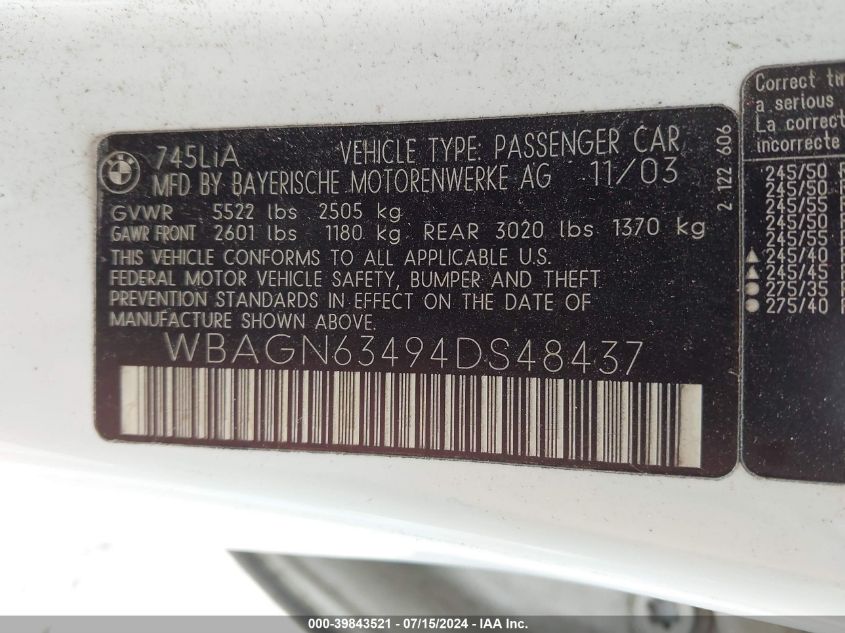 745LiA VEHICLE TYPE: PASSENGER CAR
MFD BY BAYERISCHE MOTORENWERKE AG 11/03
GVWR 5522 lbs 2505 kg
GAWR FRONT 2601 lbs 1180 kg, REAR 3020 lbs 1370 kg
THIS VEHICLE CONFORMS TO ALL APPLICABLE U.S.
FEDERAL MOTOR VEHICLE SAFETY, BUMPER AND THEFT
PREVENTION STANDARDS IN EFFECT ON THE DATE OF
MANUFACTURE SHOWN ABOVE.
WBAGN63494DS48437
2 122 606
Correct
a serious
La correct
incorrecte
245/50 R
245/50
245/55
245/50
245/55
▲ 245/40
▲ 245/45
● 275/35
● 275/40
000-39843521 - 07/15/2024 - IAA Inc.